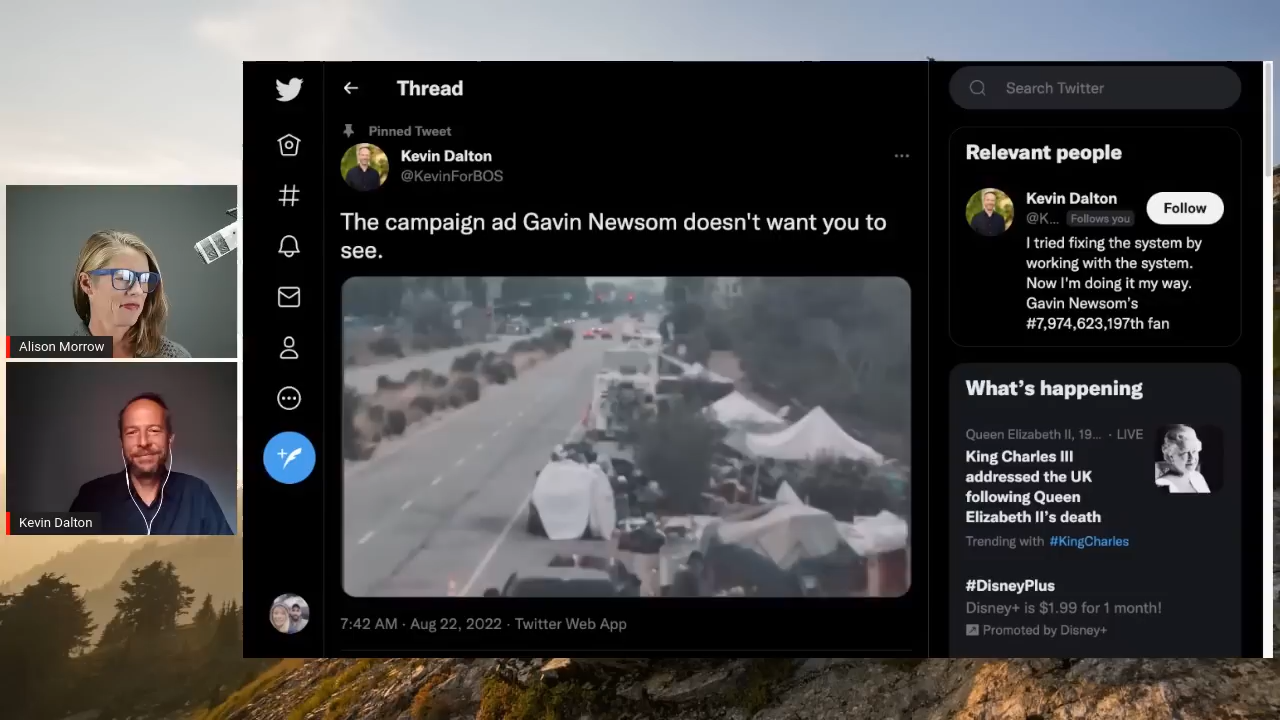 Alison Morrow
Kevin Dalton
Thread
Pinned Tweet
Kevin Dalton
@KevinForBOS
The campaign ad Gavin Newsom doesn't want you to
see.
7:42 AM · Aug 22, 2022 · Twitter Web App
Search Twitter
Relevant people
Kevin Dalton
@K... Follows you
Follow
I tried fixing the system by
working with the system.
Now I'm doing it my way.
Gavin Newsom's
#7,974,623,197th fan
What's happening
Queen Elizabeth II, 19... · LIVE
King Charles III
addressed the UK
following Queen
Elizabeth II's death
Trending with #KingCharles
#DisneyPlus
Disney+ is $1.99 for 1 month!
Promoted by Disney+